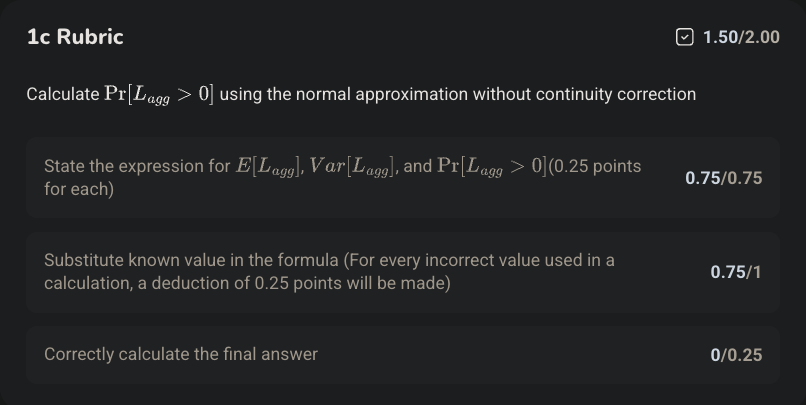 1c Rubric
1.50/2.00
Calculate Pr[L_{agg} > 0] using the normal approximation without continuity correction
State the expression for E[L_{agg}], Var[L_{agg}], and Pr[L_{agg} > 0](0.25 points
for each)
0.75/0.75
Substitute known value in the formula (For every incorrect value used in a
calculation, a deduction of 0.25 points will be made)
0.75/1
Correctly calculate the final answer
0/0.25